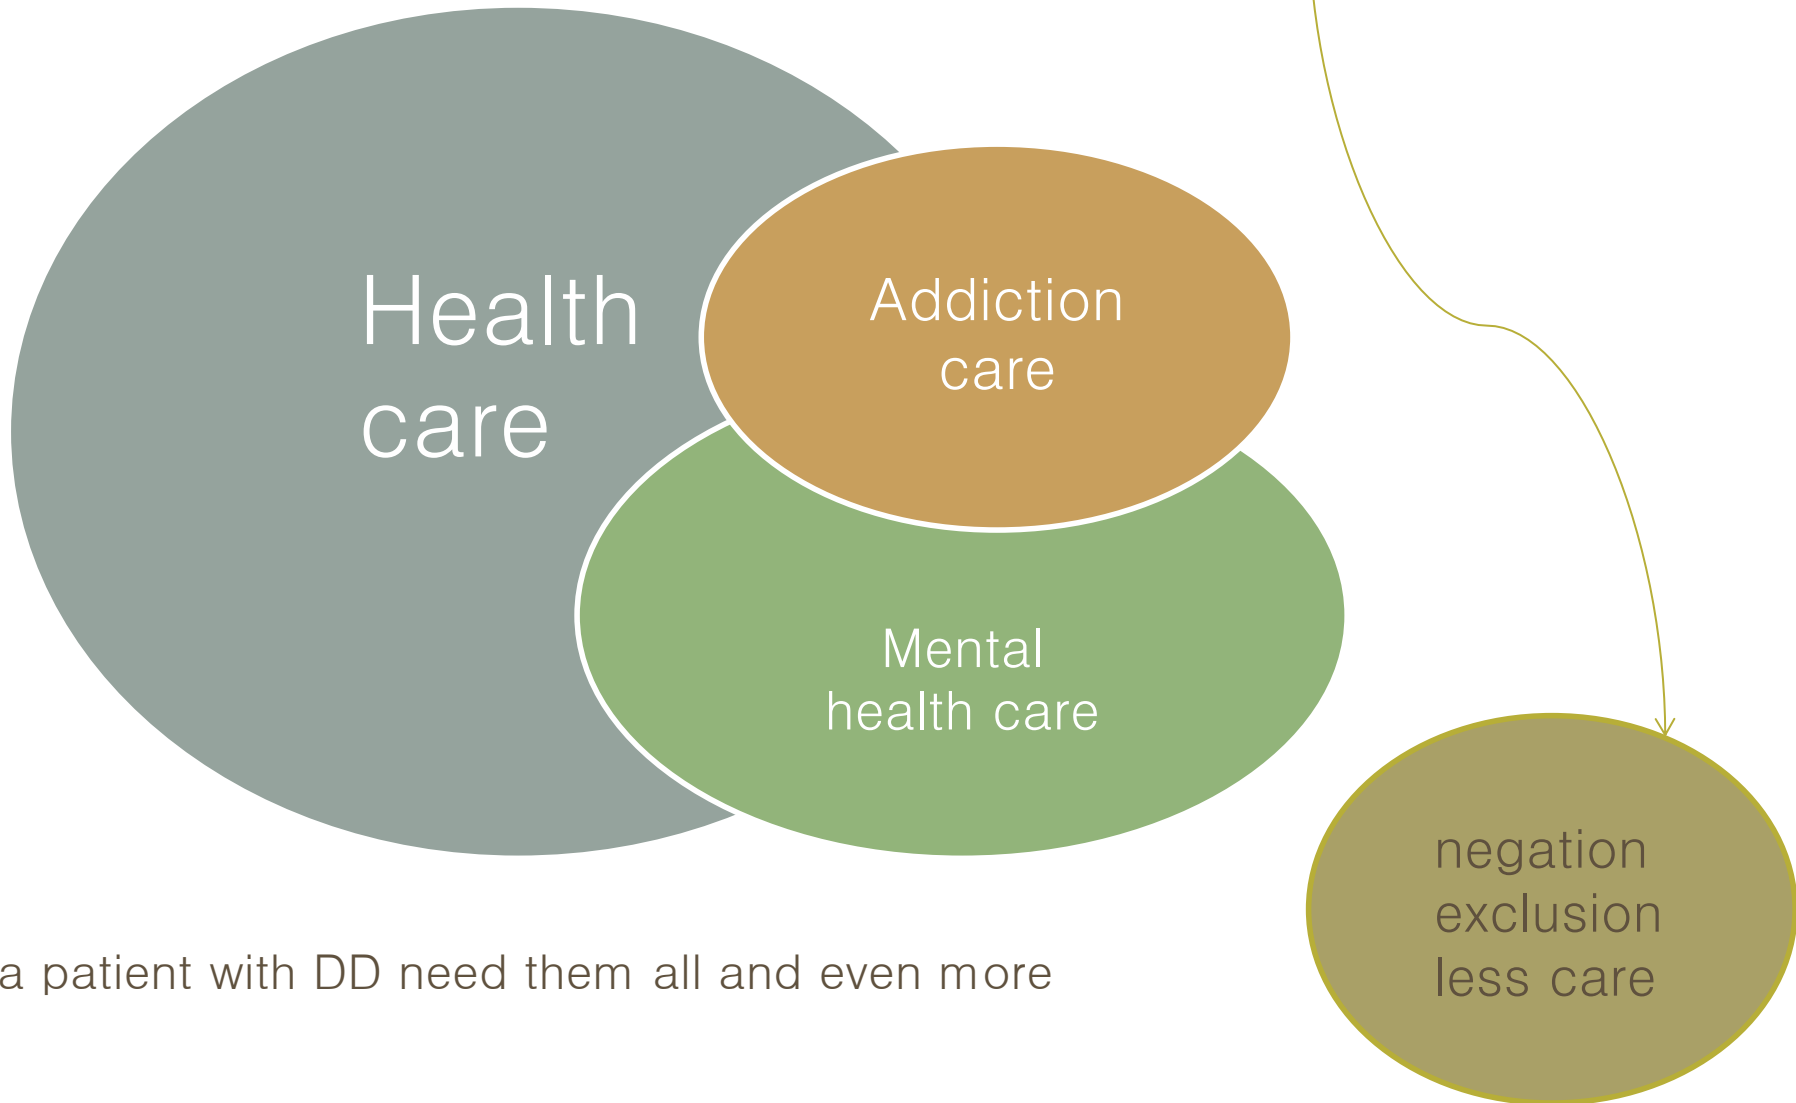 Health
care
Addiction
care
Mental
health care
negation
exclusion
less care
a patient with DD need them all and even more